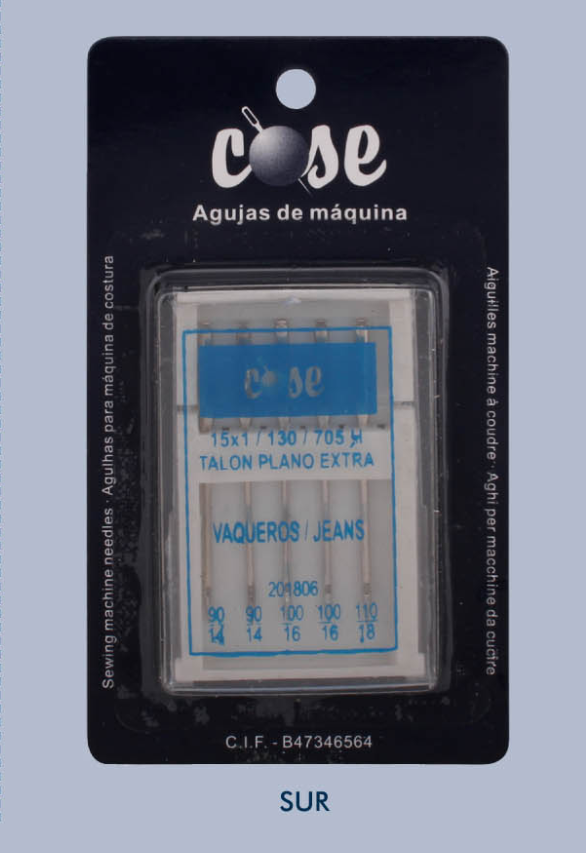 cose
Agujas de máquina
Sewing machine needles · Agulhas para máquina de costura
Aiguilles machine à coudre · Aghi per macchine da cucire
cose
15x1 / 130 / 705 H
TALON PLANO EXTRA
VAQUEROS / JEANS
201806
90 90 100 100 110
14 14 16 16 18
C.I.F. - B47346564
SUR